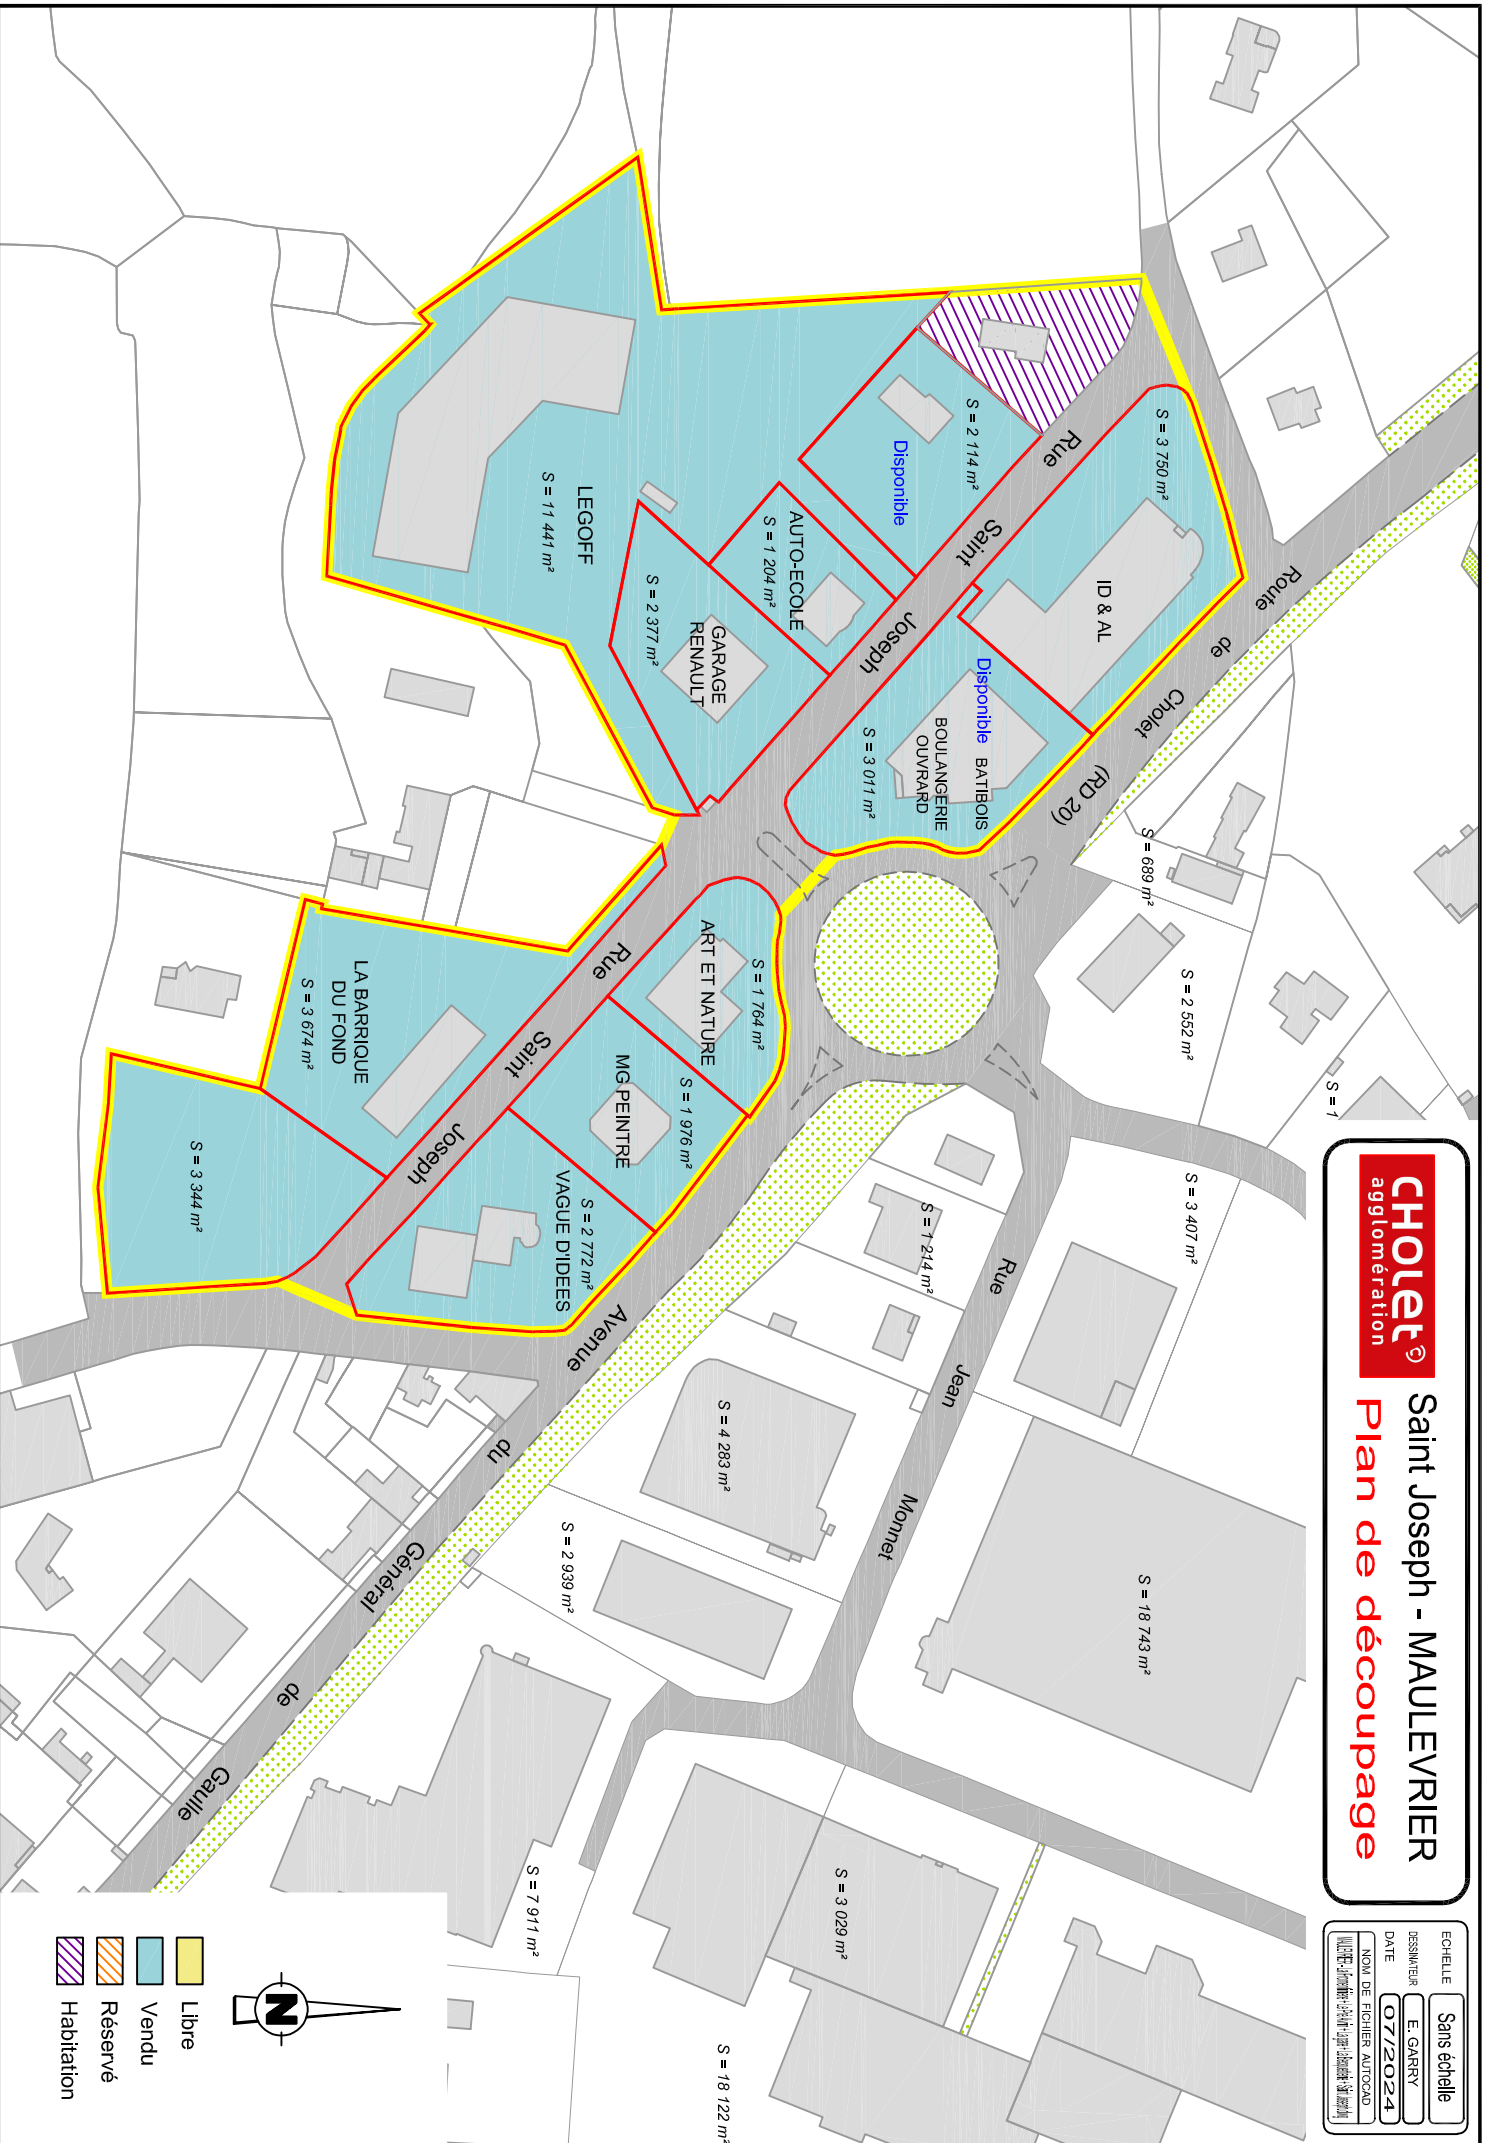 CHOLET
agglomération
Saint Joseph - MAULEVRIER
Plan de découpage
ECHELLE
Sans échelle
DESSINATEUR
E. GARRY
DATE
07/2024
NOM DE FICHIER AUTOCAD
Route de Cholet (RD 20)
S = 3 750 m²
ID & AL
S = 2 114 m²
Disponible
Rue Saint Joseph
AUTO-ECOLE
S = 1 204 m²
LEGOFF
S = 11 441 m²
GARAGE
RENAULT
S = 2 377 m²
Disponible
BATIBOIS
BOULANGERIE
OUVRARD
S = 3 011 m²
S = 689 m²
S = 2 552 m²
S = 1
S = 3 407 m²
S = 1 764 m²
ART ET NATURE
S = 1 976 m²
MG PEINTRE
S = 2 772 m²
VAGUE D'IDEES
Rue Saint Joseph
LA BARRIQUE
DU FOND
S = 3 674 m²
S = 3 344 m²
S = 1 214 m²
Rue Jean Monnet
S = 4 283 m²
S = 18 743 m²
S = 2 939 m²
Avenue du Général de Gaulle
S = 7 911 m²
S = 3 029 m²
S = 18 122 m²
N
Libre
Vendu
Réservé
Habitation